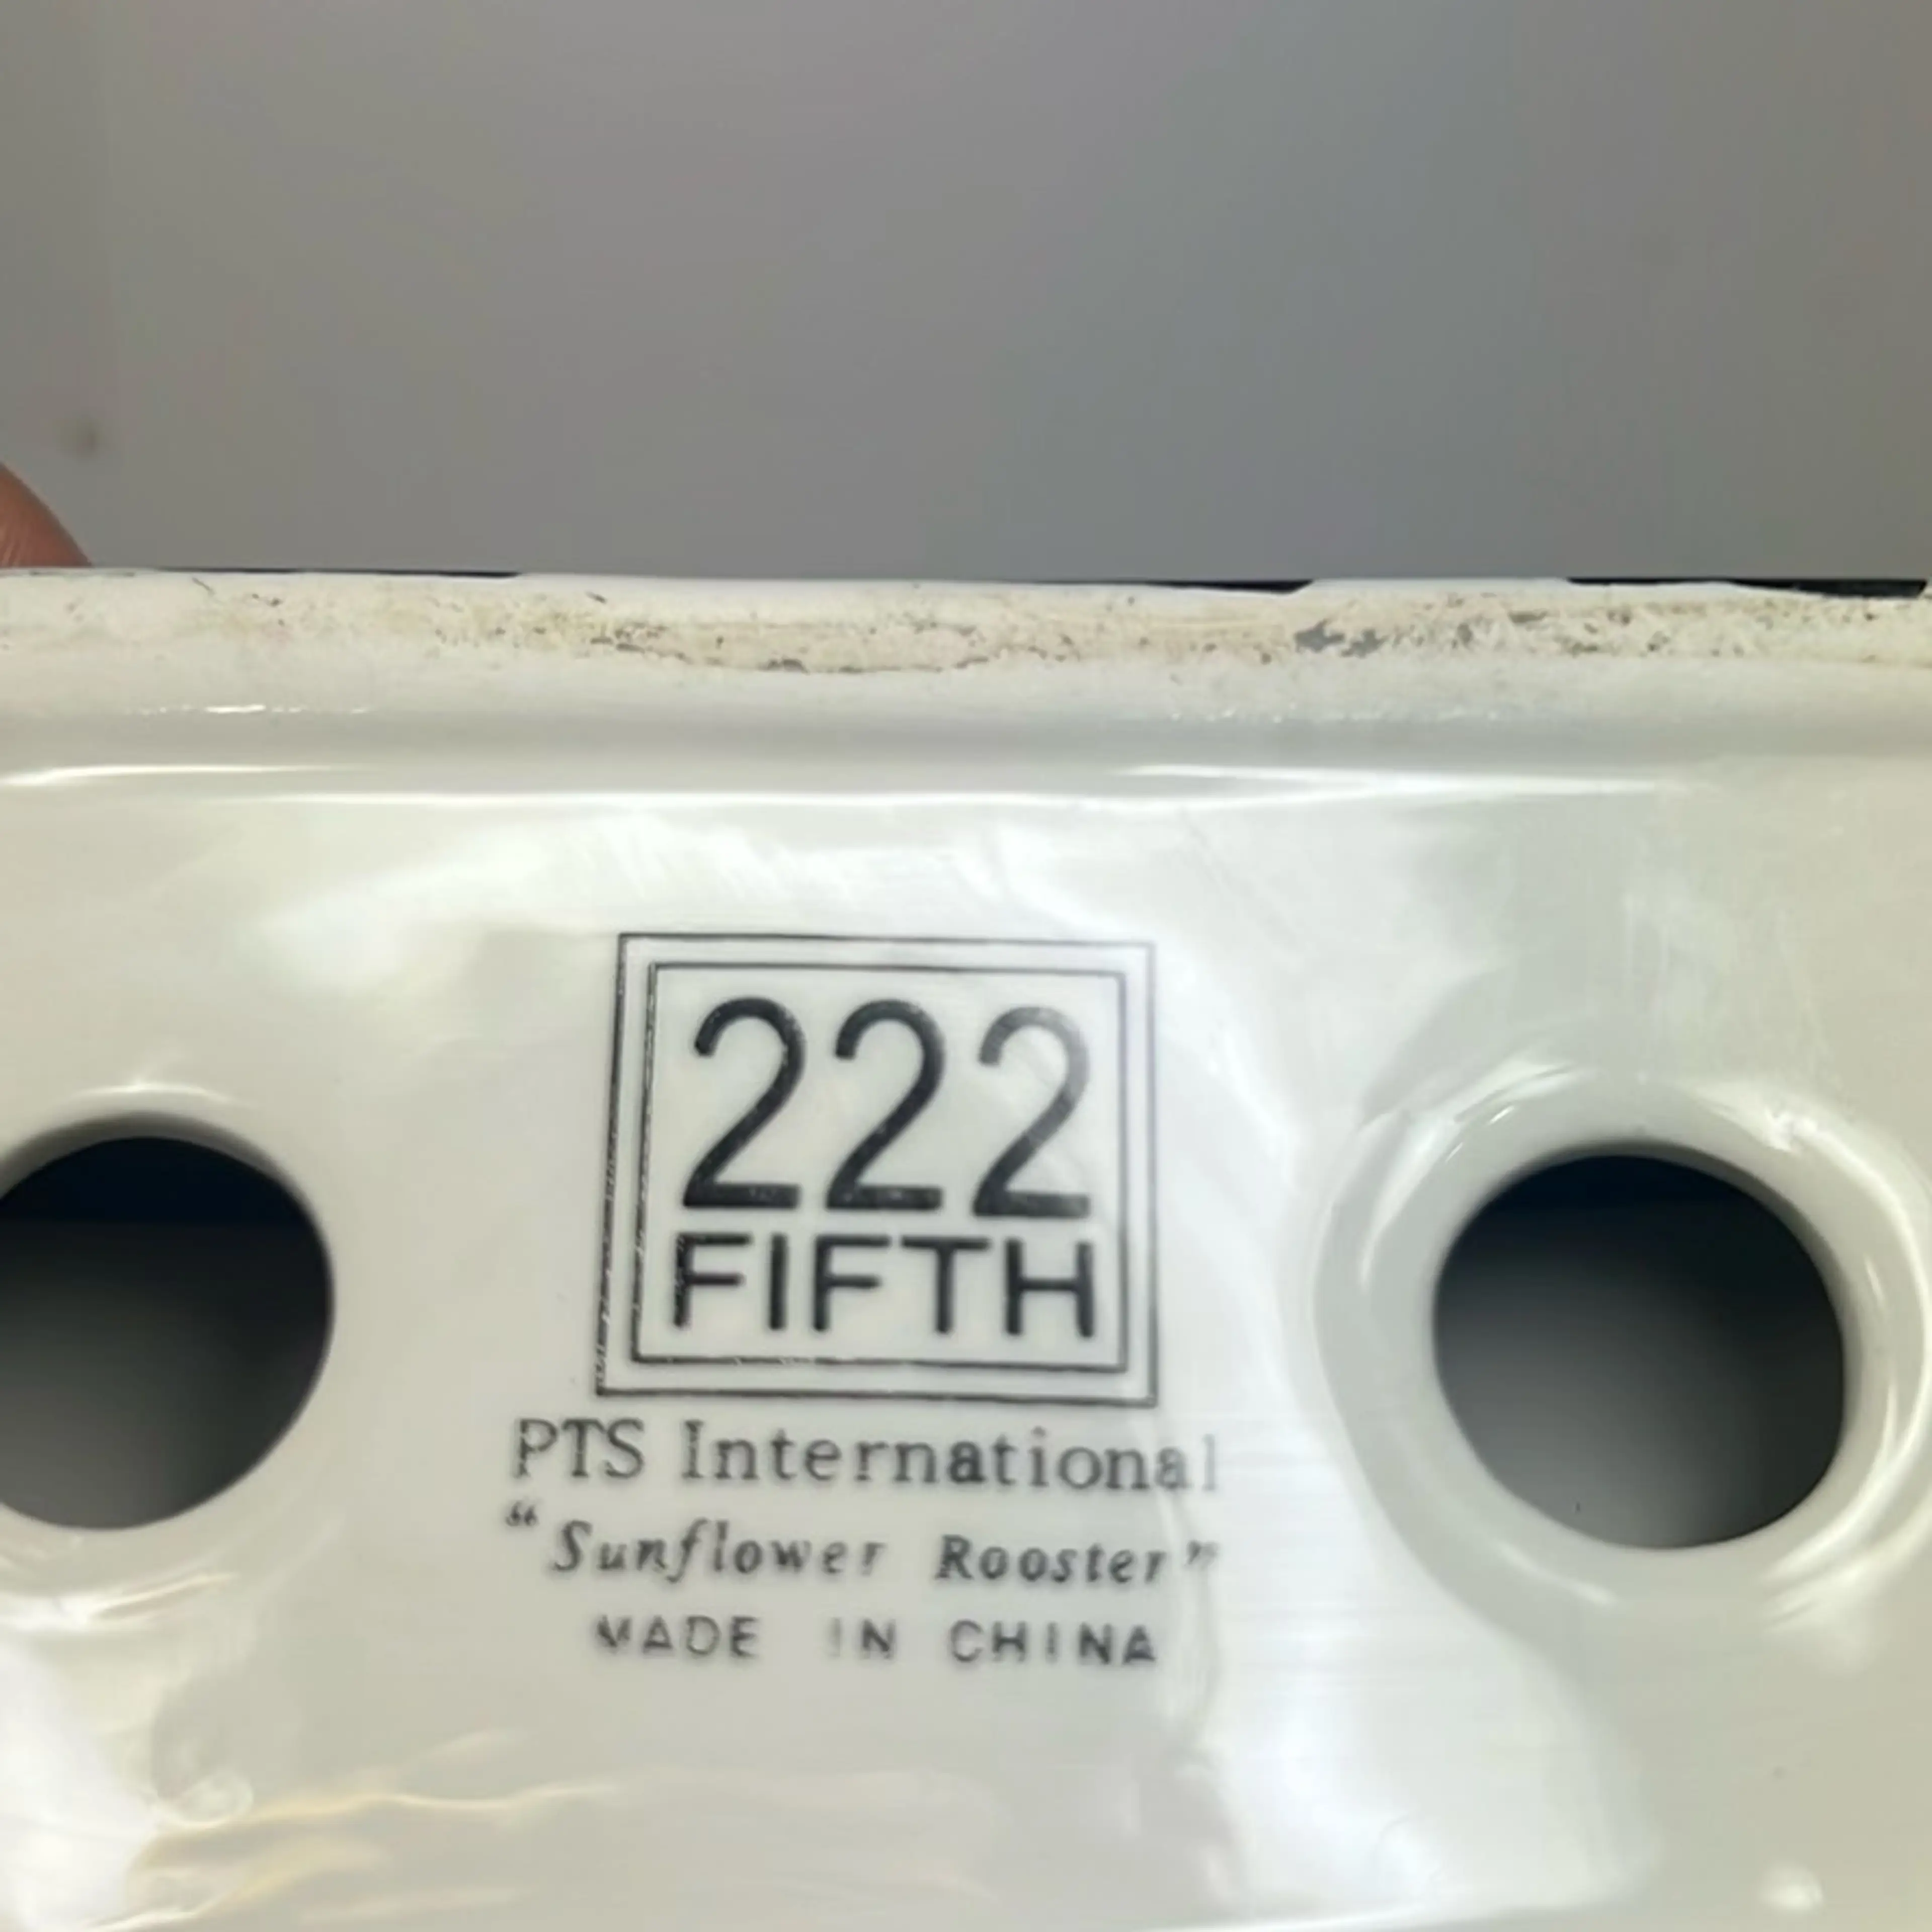 222
FIFTH
PTS International
“Sunflower Rooster”
MADE IN CHINA